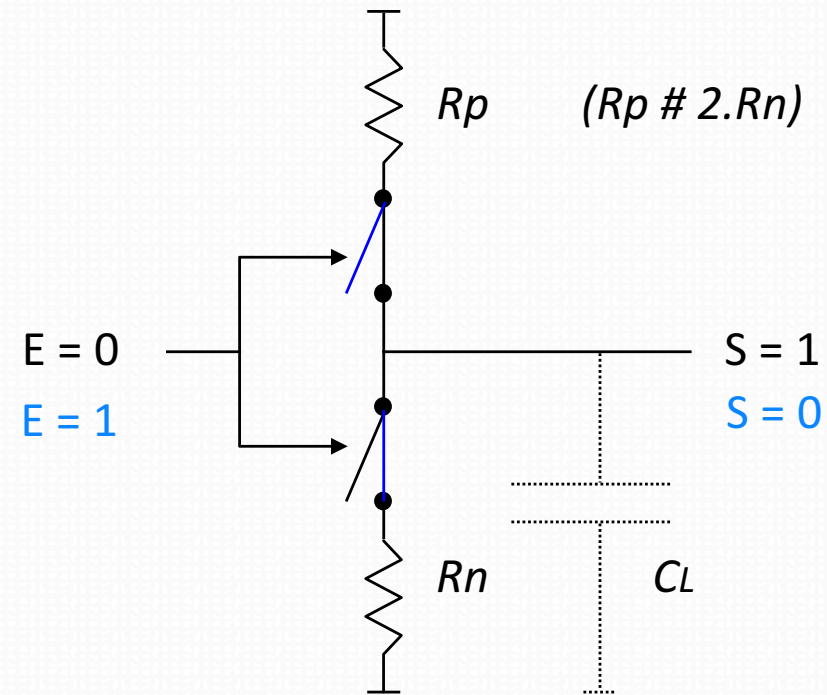 Rp (Rp # 2.Rn)
E = 0 S = 1
E = 1 S = 0
Rn CL